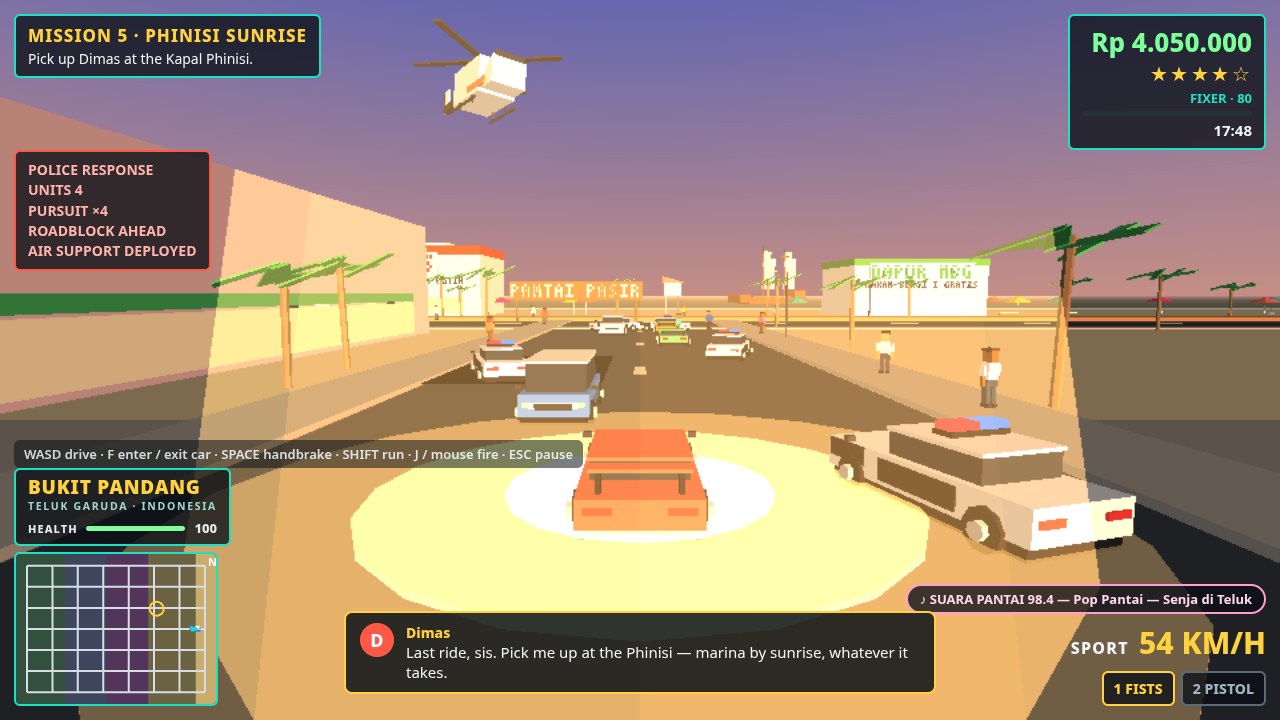 MISSION 5 · PHINISI SUNRISE
Pick up Dimas at the Kapal Phinisi.
Rp 4.050.000
★★★★☆
FIXER · 80
17:48
POLICE RESPONSE
UNITS 4
PURSUIT ×4
ROADBLOCK AHEAD
AIR SUPPORT DEPLOYED
PANTAI PASIR
DAPUR MBG
GRATIS
WASD drive · F enter / exit car · SPACE handbrake · SHIFT run · J / mouse fire · ESC pause
BUKIT PANDANG
TELUK GARUDA · INDONESIA
HEALTH 100
N
♪ SUARA PANTAI 98.4 — Pop Pantai — Senja di Teluk
SPORT 54 KM/H
1 FISTS
2 PISTOL
D
Dimas
Last ride, sis. Pick me up at the Phinisi — marina by sunrise, whatever it
takes.